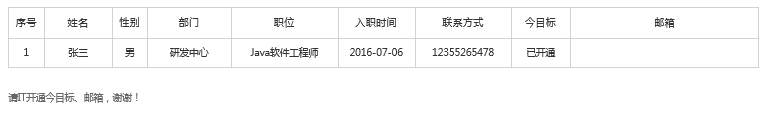 序号 姓名 性别 部门 职位 入职时间 联系方式 今目标 邮箱
1 张三 男 研发中心 Java软件工程师 2016-07-06 12355265478 已开通
请IT开通今目标、邮箱，谢谢！